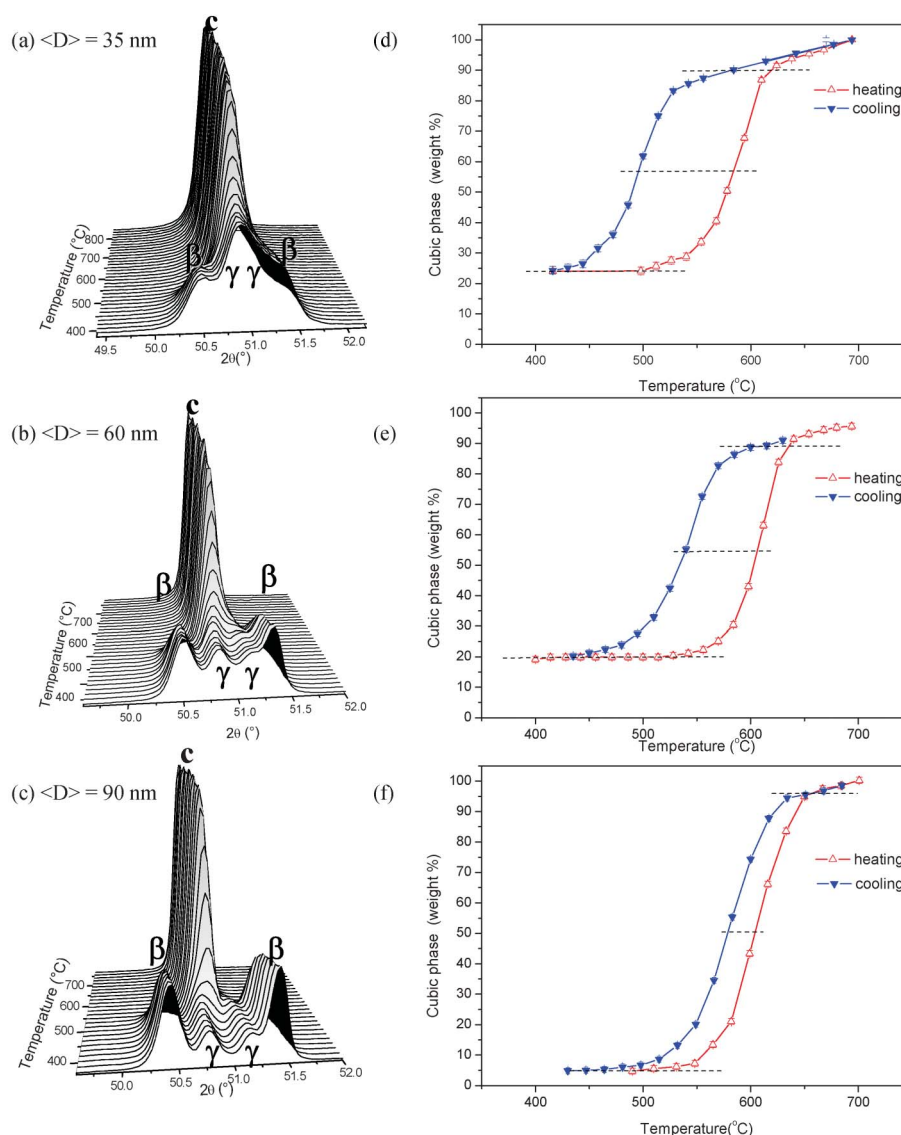 (a) <D> = 35 nm
c
β
β
γ γ
Temperature (°C)
800
700
600
500
400
49.5 50.0 50.5 51.0 51.5 52.0
2θ(°)
(d)
Cubic phase (weight %)
100
90
80
70
60
50
40
30
20
10
0
heating
cooling
400 500 600 700
Temperature (°C)
(b) <D> = 60 nm
c
β
β
γ
γ
Temperature (°C)
700
600
500
400
50.0 50.5 51.0 51.5 52.0
2θ (°)
(e)
Cubic phase (weight %)
100
90
80
70
60
50
40
30
20
10
0
heating
cooling
400 500 600 700
Temperature (°C)
(c) <D> = 90 nm
c
β
β
γ
γ
Temperature (°C)
700
600
500
400
50.0 50.5 51.0 51.5 52.0
2θ (°)
(f)
Cubic phase (weight %)
100
90
80
70
60
50
40
30
20
10
0
heating
cooling
400 500 600 700
Temperature (°C)